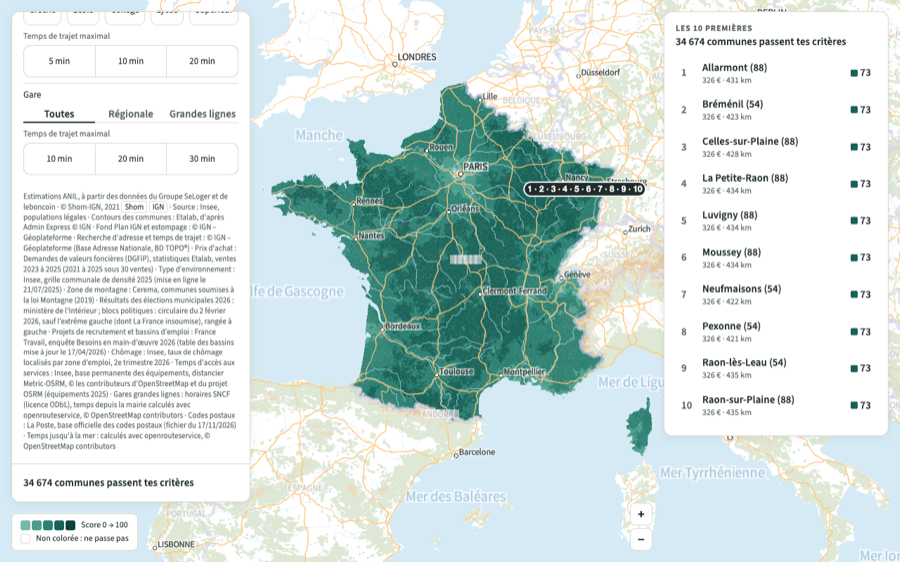 Temps de trajet maximal
5 min
10 min
20 min
Gare
Toutes
Régionale
Grandes lignes
Temps de trajet maximal
10 min
20 min
30 min
Estimations ANIL, à partir des données du Groupe SeLoger et de
leboncoin · © Shom-IGN, 2021 Shom IGN · Source : Insee,
populations légales · Contours des communes : Etalab, d'après
Admin Express © IGN · Fond Plan IGN et estompage : © IGN –
Géoplateforme · Recherche d'adresse et temps de trajet : © IGN –
Géoplateforme (Base Adresse Nationale, BD TOPO®) · Prix d'achat :
Demandes de valeurs foncières (DGFiP), statistiques Etalab, ventes
2023 à 2025 (2021 à 2025 sous 30 ventes) · Type d'environnement :
Insee, grille communale de densité 2025 (mise en ligne le
21/07/2025) · Zone de montagne : Cerema, communes soumises à
la loi Montagne (2019) · Résultats des élections municipales 2026 :
ministère de l'Intérieur ; blocs politiques : circulaire du 2 février
2026, sauf l'extrême gauche (dont La France insoumise), rangée à
gauche · Projets de recrutement et bassins d'emploi : France
Travail, enquête Besoins en main-d'œuvre 2026 (table des bassins
mise à jour le 17/04/2026) · Chômage : Insee, taux de chômage
localisés par zone d'emploi, 2e trimestre 2026 · Temps d'accès aux
services : Insee, base permanente des équipements, distancier
Metric-OSRM, © les contributeurs d'OpenStreetMap et du projet
OSRM (équipements 2025) · Gares grandes lignes : horaires SNCF
(licence ODbL), temps depuis la mairie calculés avec
openrouteservice, © OpenStreetMap contributors · Codes postaux
: La Poste, base officielle des codes postaux (fichier du 17/11/2026)
· Temps jusqu'à la mer : calculés avec openrouteservice, ©
OpenStreetMap contributors
34 674 communes passent tes critères
Score 0 → 100
Non colorée : ne passe pas
LONDRES
PAYS-BAS
Düsseldorf
Lille
BELGIQUE
LUXEMBOURG
Manche
Rouen
PARIS
Nancy
Strasbourg
1·2·3·4·5·6·7·8·9·10
Rennes
Orléans
Nantes
Zurich
SUISSE
Genève
Clermont-Ferrand
lfe de Gascogne
Bordeaux
Toulouse
Montpellier
Mer de Ligu
ANDORRE
Barcelone
Mer Tyrrhénienne
ESPAGNE
Mer des Baléares
PORTUGAL
LISBONNE
Mer Ior
+
−
LES 10 PREMIÈRES
34 674 communes passent tes critères
1 Allarmont (88) 73
326 € · 431 km
2 Bréménil (54) 73
326 € · 423 km
3 Celles-sur-Plaine (88) 73
326 € · 428 km
4 La Petite-Raon (88) 73
326 € · 434 km
5 Luvigny (88) 73
326 € · 434 km
6 Moussey (88) 73
326 € · 434 km
7 Neufmaisons (54) 73
326 € · 422 km
8 Pexonne (54) 73
326 € · 421 km
9 Raon-lès-Leau (54) 73
326 € · 435 km
10 Raon-sur-Plaine (88) 73
326 € · 435 km